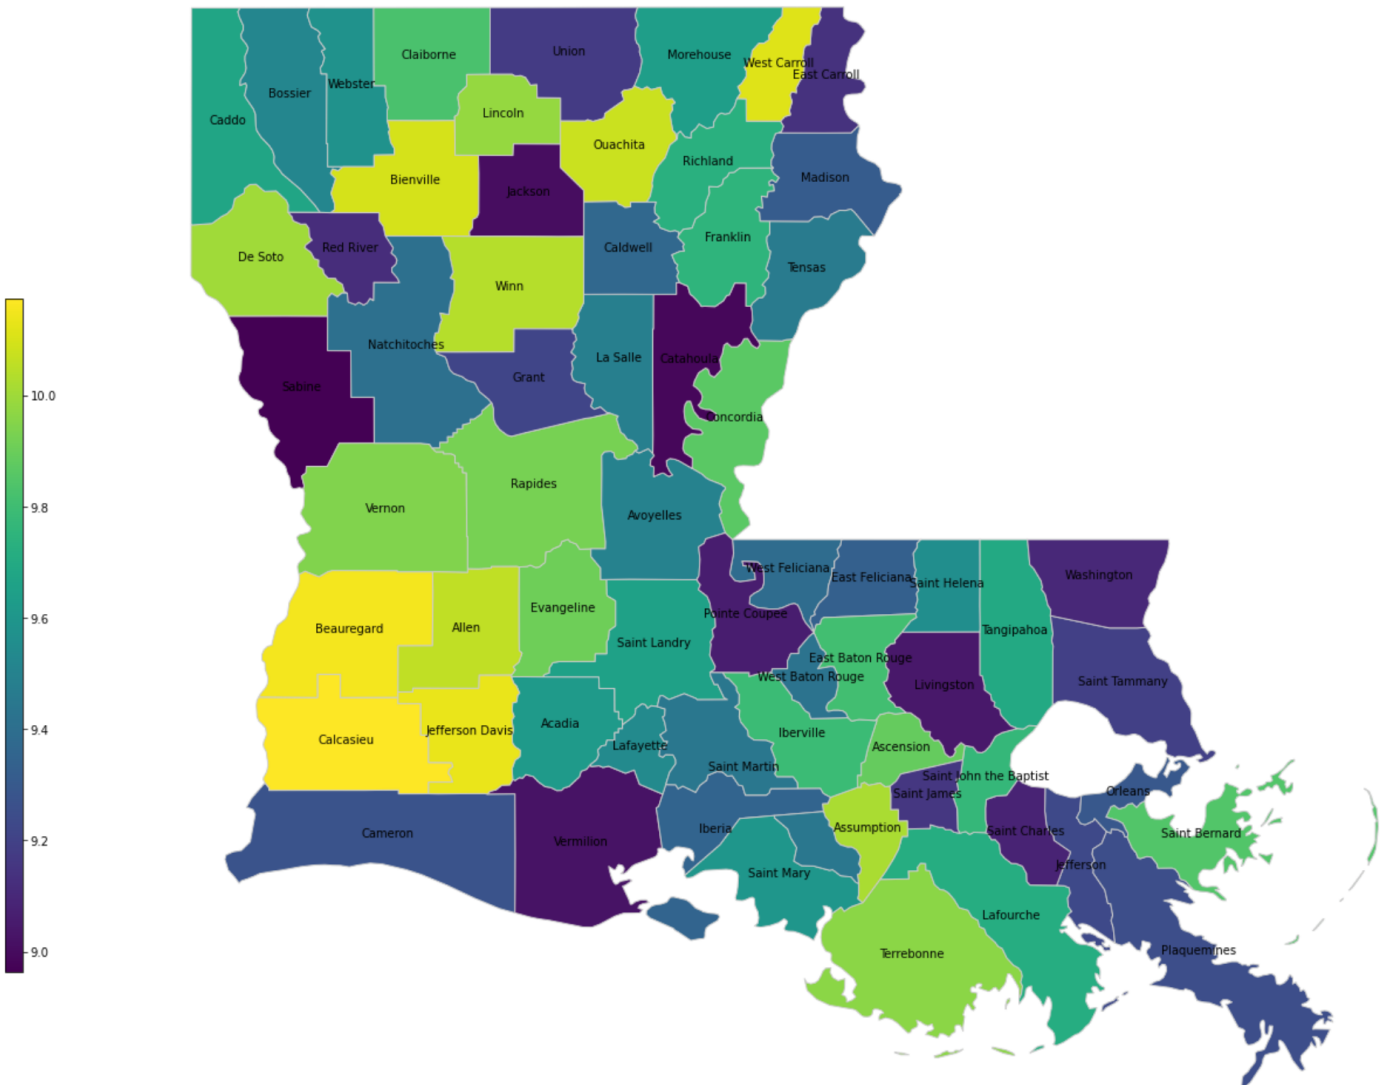 Claiborne
Union
Morehouse
West Carroll
East Carroll
Webster
Bossier
Caddo
Lincoln
Ouachita
Richland
Madison
Bienville
Jackson
Franklin
Caldwell
Red River
De Soto
Tensas
Winn
Natchitoches
La Salle
Catahoula
Grant
Sabine
Concordia
Rapides
Vernon
Avoyelles
West Feliciana
East Feliciana
Saint Helena
Washington
Evangeline
Pointe Coupee
Beauregard
Allen
Tangipahoa
Saint Landry
East Baton Rouge
West Baton Rouge
Livingston
Saint Tammany
Acadia
Jefferson Davis
Calcasieu
Iberville
Lafayette
Ascension
Saint Martin
Saint John the Baptist
Saint James
Orleans
Cameron
Vermilion
Iberia
Assumption
Saint Charles
Saint Bernard
Jefferson
Saint Mary
Lafourche
Terrebonne
Plaquemines
10.0
9.8
9.6
9.4
9.2
9.0